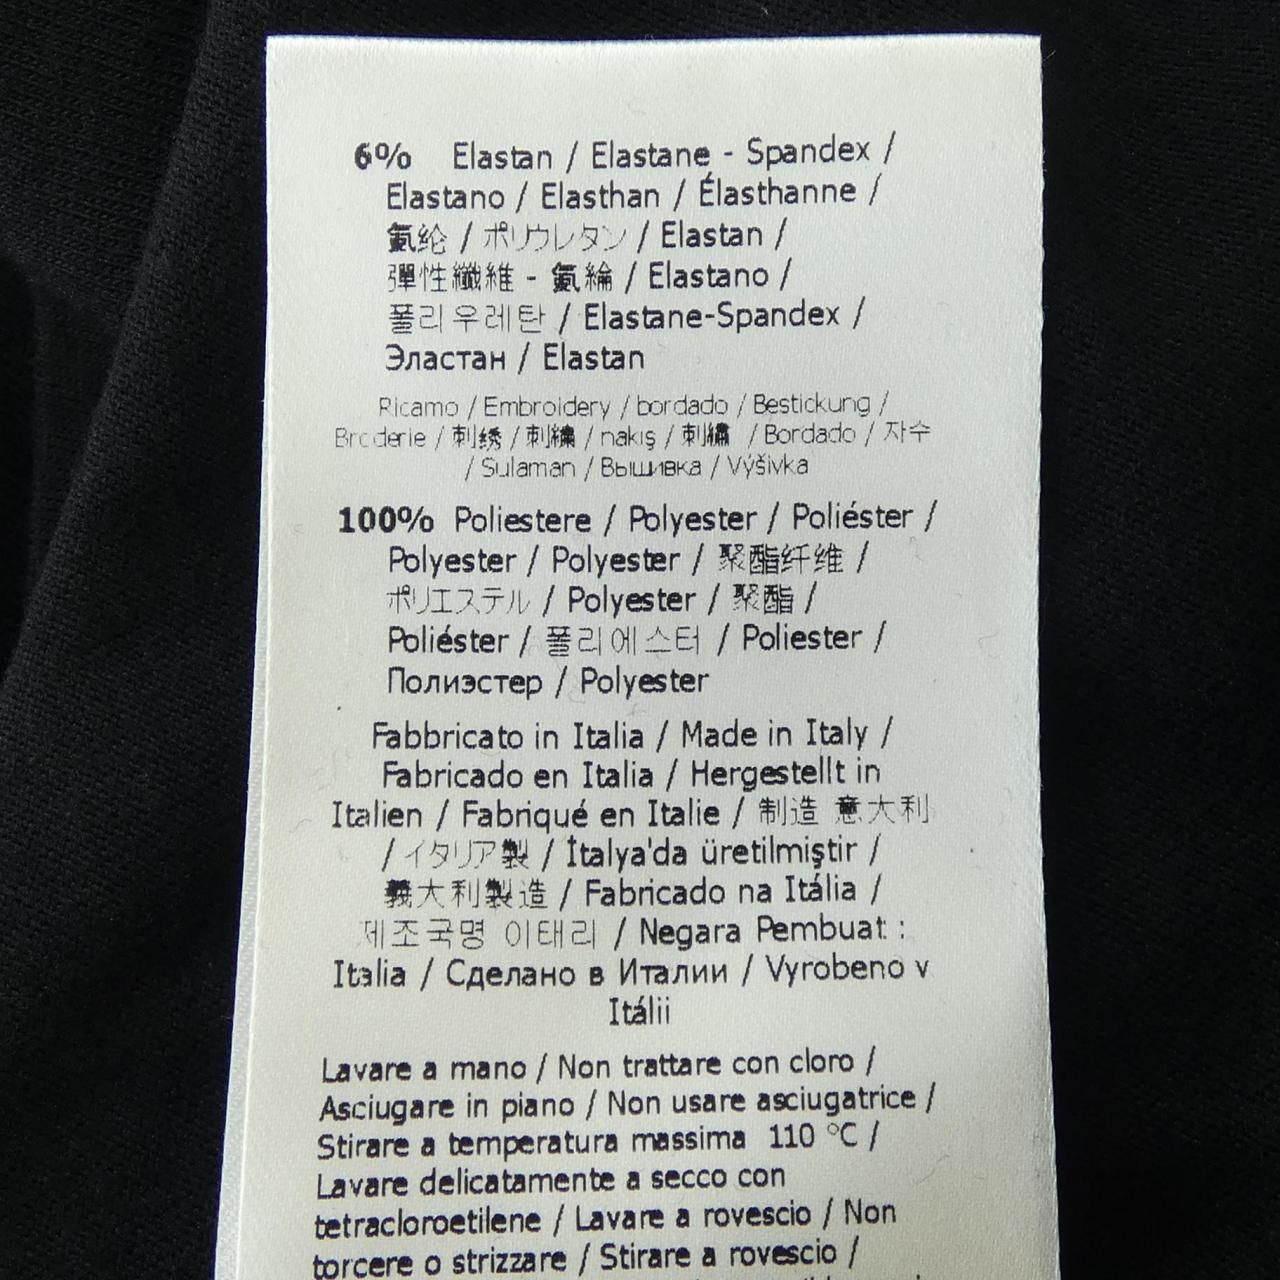 6% Elastan / Elastane - Spandex /
Elastano / Elasthan / Élasthanne /
氨纶 / ポリウレタン / Elastan /
彈性纖維 - 氨綸 / Elastano /
폴리우레탄 / Elastane-Spandex /
Эластан / Elastan
Ricamo / Embroidery / bordado / Bestickung /
Broderie / 刺绣 / 刺繍 / nakış / 刺繡 / Bordado / 자수
/ Sulaman / Вышивка / Výšivka
100% Poliestere / Polyester / Poliéster /
Polyester / Polyester / 聚酯纤维 /
ポリエステル / Polyester / 聚酯 /
Poliéster / 폴리에스터 / Poliester /
Полиэстер / Polyester
Fabbricato in Italia / Made in Italy /
Fabricado en Italia / Hergestellt in
Italien / Fabriqué en Italie / 制造 意大利
/ イタリア製 / İtalya'da üretilmiştir /
義大利製造 / Fabricado na Itália /
제조국명 이태리 / Negara Pembuat :
Italia / Сделано в Италии / Vyrobeno v
Itálii
Lavare a mano / Non trattare con cloro /
Asciugare in piano / Non usare asciugatrice /
Stirare a temperatura massima 110 °C /
Lavare delicatamente a secco con
tetracloroetilene / Lavare a rovescio / Non
torcere o strizzare / Stirare a rovescio /